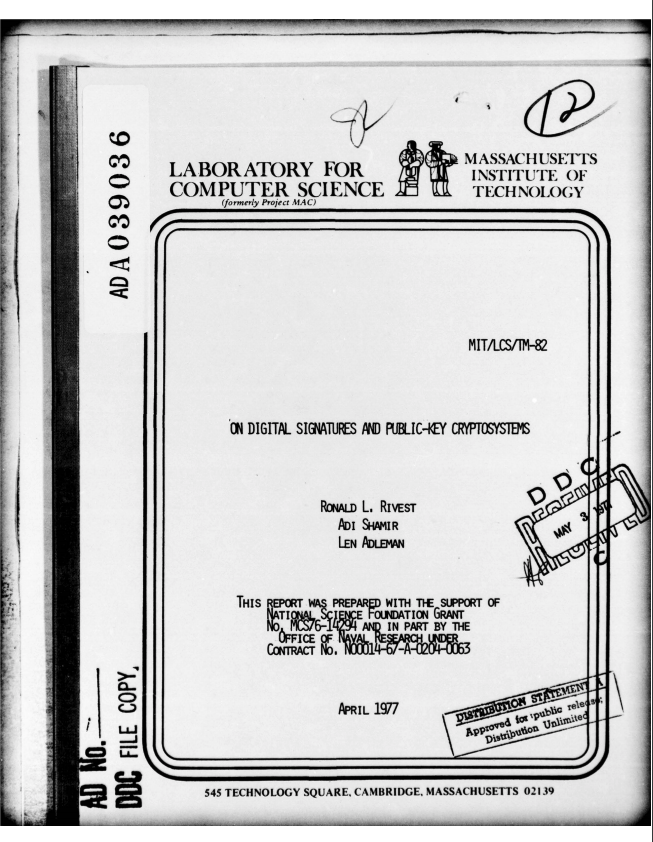 12
ADA039036
LABORATORY FOR
COMPUTER SCIENCE
(formerly Project MAC)
MASSACHUSETTS
INSTITUTE OF
TECHNOLOGY
MIT/LCS/TM-82
ON DIGITAL SIGNATURES AND PUBLIC-KEY CRYPTOSYSTEMS
RONALD L. RIVEST
ADI SHAMIR
LEN ADLEMAN
DDC
MAY 3
C
THIS REPORT WAS PREPARED WITH THE SUPPORT OF
NATIONAL SCIENCE FOUNDATION GRANT
NO. MCS76-14294 AND IN PART BY THE
OFFICE OF NAVAL RESEARCH UNDER
CONTRACT NO. N00014-67-A-0204-0063
APRIL 1977
DISTRIBUTION STATEMENT A
Approved for public release;
Distribution Unlimited
AD No.
DDC FILE COPY
545 TECHNOLOGY SQUARE, CAMBRIDGE, MASSACHUSETTS 02139